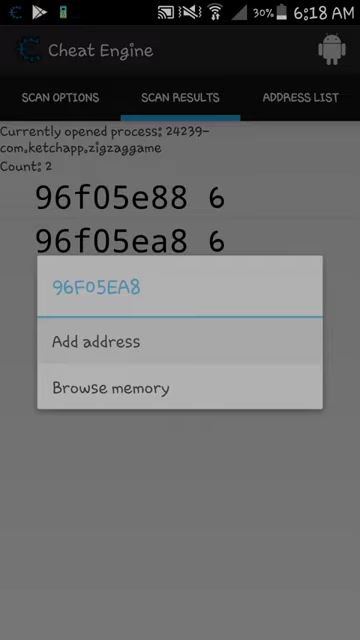 30% 6:18 AM
Cheat Engine
SCAN OPTIONS SCAN RESULTS ADDRESS LIST
Currently opened process: 24239-
com.ketchapp.zigzaggame
Count: 2
96f05e88 6
96f05ea8 6
96F05EA8
Add address
Browse memory